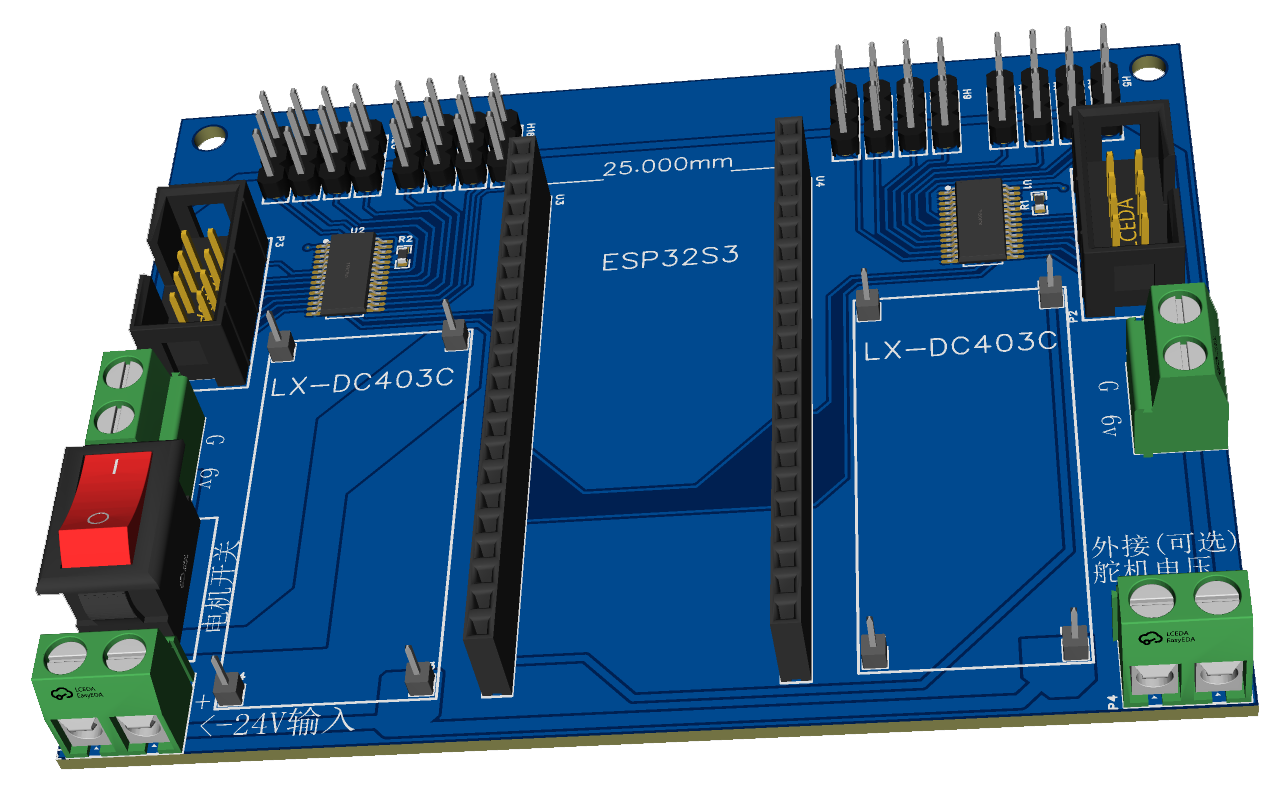 H18
H9
H5
25.000mm
U3
U4
U1
R1
U2
R2
P3
ESP32S3
LCEDA
P2
LX-DC403C
LX-DC403C
G
6v
G
6v
电机开关
外接(可选)
舵机电压
LCEDA
EasyEDA
P4
LCEDA
EasyEDA
+
<-24V输入